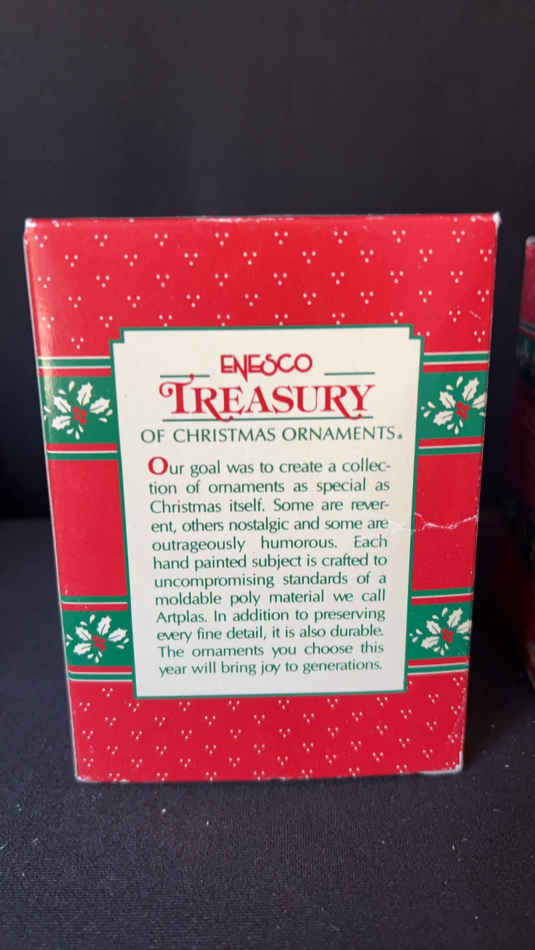 ENESCO
TREASURY
OF CHRISTMAS ORNAMENTS®
Our goal was to create a collec-
tion of ornaments as special as
Christmas itself. Some are rever-
ent, others nostalgic and some are
outrageously humorous. Each
hand painted subject is crafted to
uncompromising standards of a
moldable poly material we call
Artplas. In addition to preserving
every fine detail, it is also durable.
The ornaments you choose this
year will bring joy to generations.